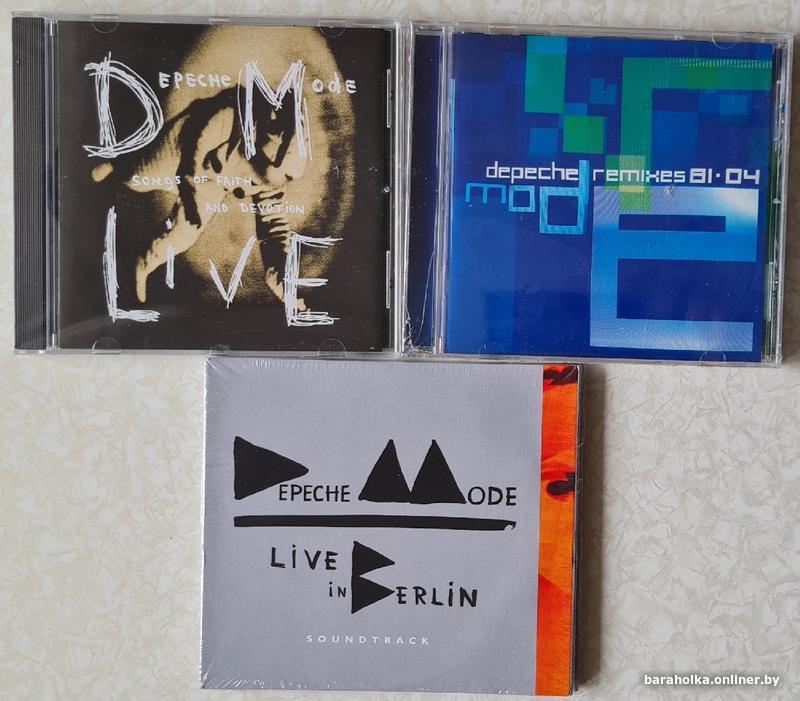 DEPECHE MODE
SONGS OF FAITH
AND DEVOTION
LiVE
depeche remixes 81·04
mode
DEPECHE MODE
LiVE
iN BERLiN
SOUNDTRACK
baraholka.onliner.by